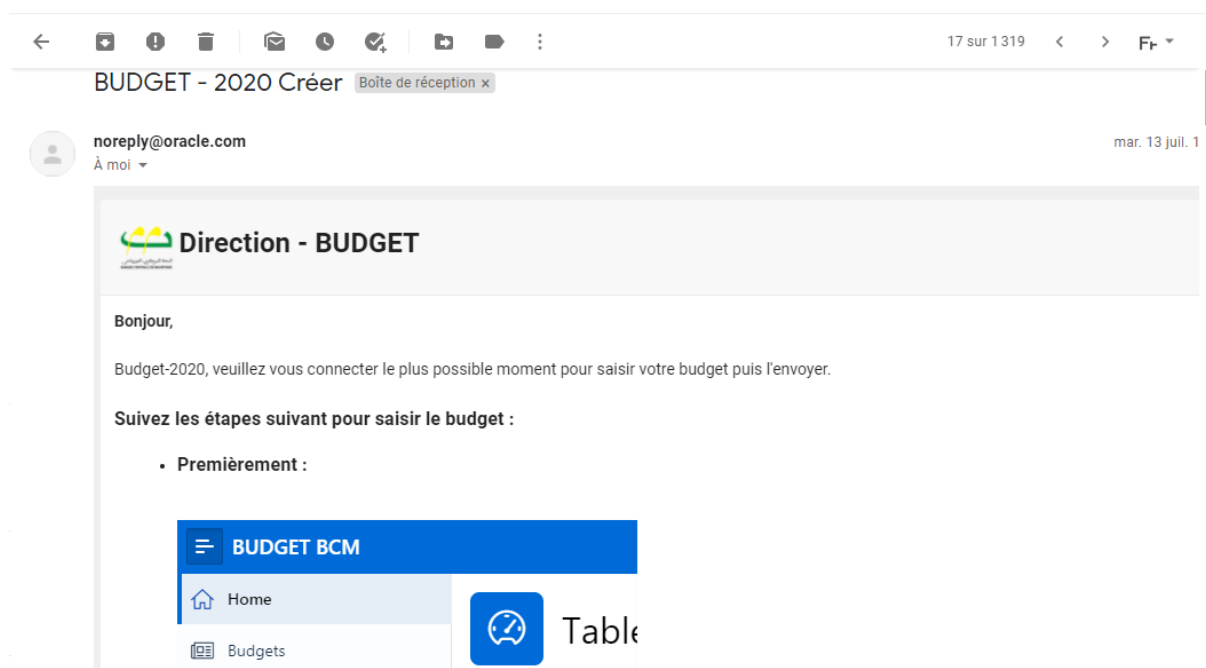 17 sur 1 319
BUDGET - 2020 Créer Boîte de réception ×
noreply@oracle.com
mar. 13 juil. 1
À moi
Direction - BUDGET
Bonjour,
Budget-2020, veuillez vous connecter le plus possible moment pour saisir votre budget puis l'envoyer.
Suivez les étapes suivant pour saisir le budget :
• Premièrement :
BUDGET BCM
Home
Table
Budgets